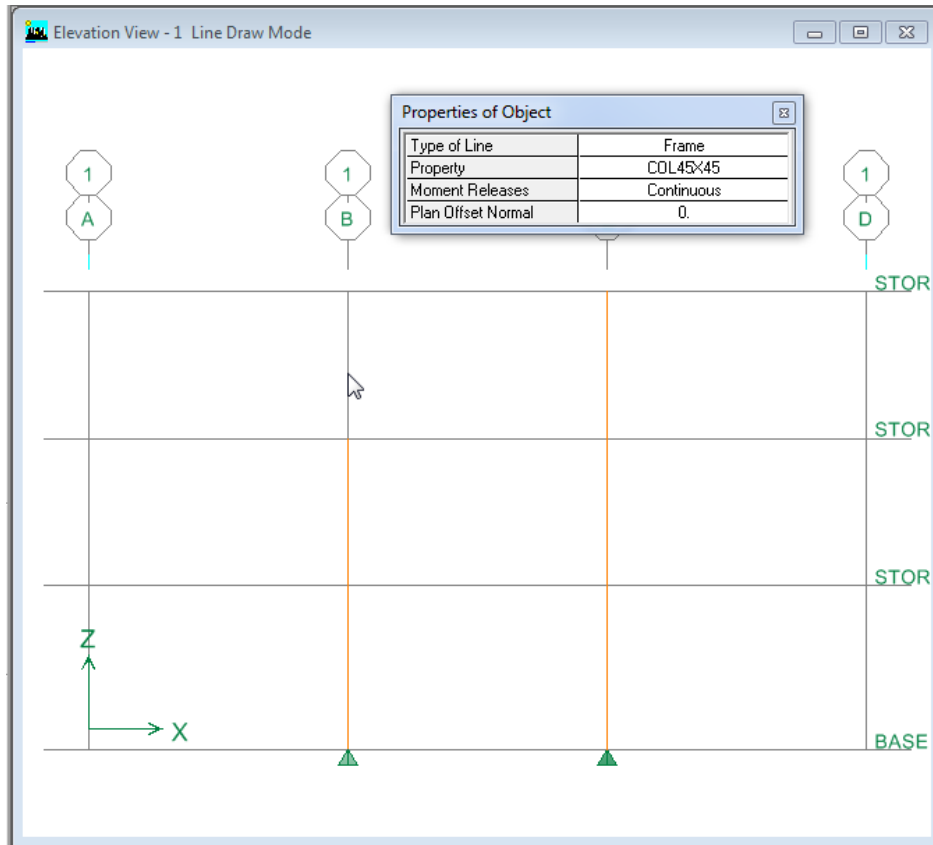 Elevation View - 1 Line Draw Mode
Properties of Object
Type of Line Frame
Property COL45X45
Moment Releases Continuous
Plan Offset Normal 0.
1 1 1
A B D
STOR
STOR
STOR
Z
X
BASE